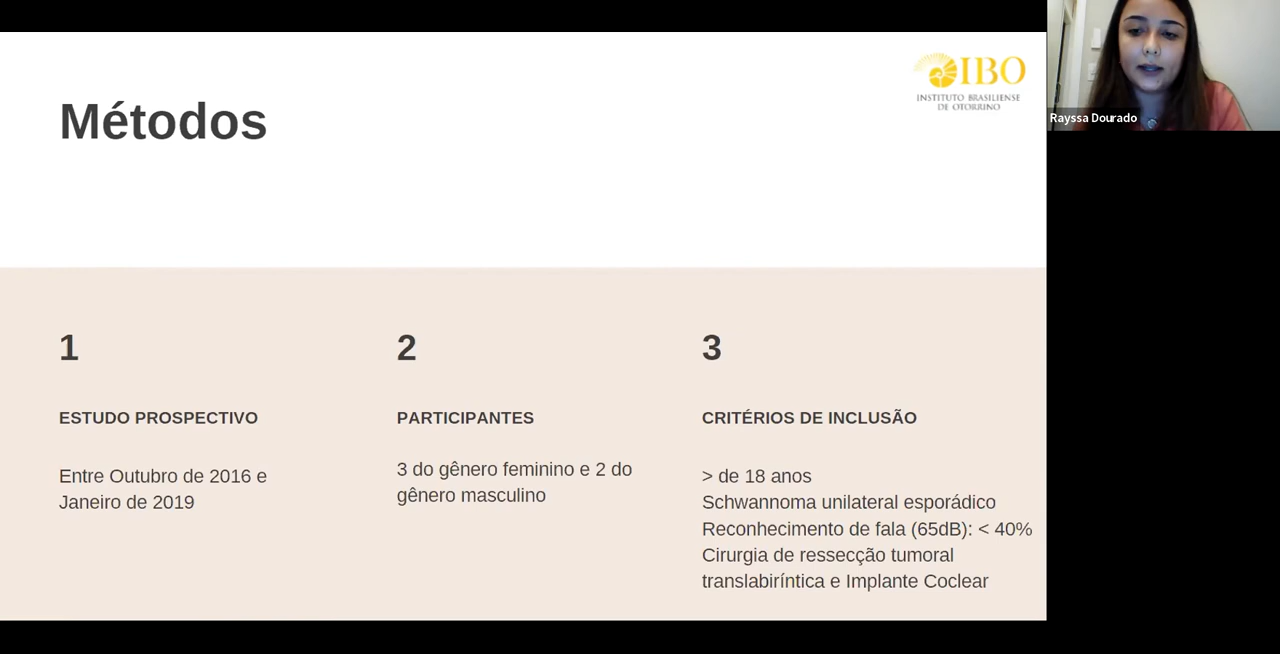 IBO
INSTITUTO BRASILIENSE
DE OTORRINO
Rayssa Dourado
Métodos
1
ESTUDO PROSPECTIVO
Entre Outubro de 2016 e
Janeiro de 2019
2
PARTICIPANTES
3 do gênero feminino e 2 do
gênero masculino
3
CRITÉRIOS DE INCLUSÃO
> de 18 anos
Schwannoma unilateral esporádico
Reconhecimento de fala (65dB): < 40%
Cirurgia de ressecção tumoral
translabiríntica e Implante Coclear